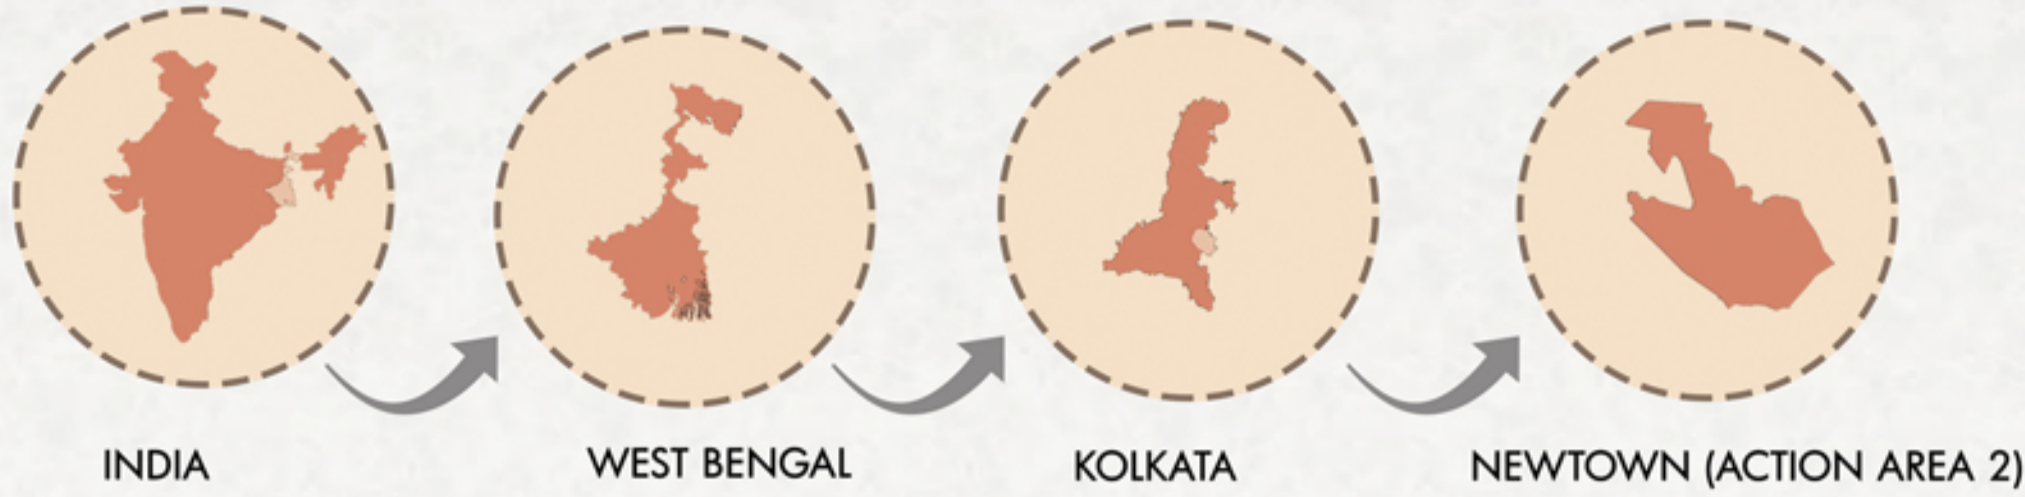 INDIA
WEST BENGAL
KOLKATA
NEWTOWN (ACTION AREA 2)